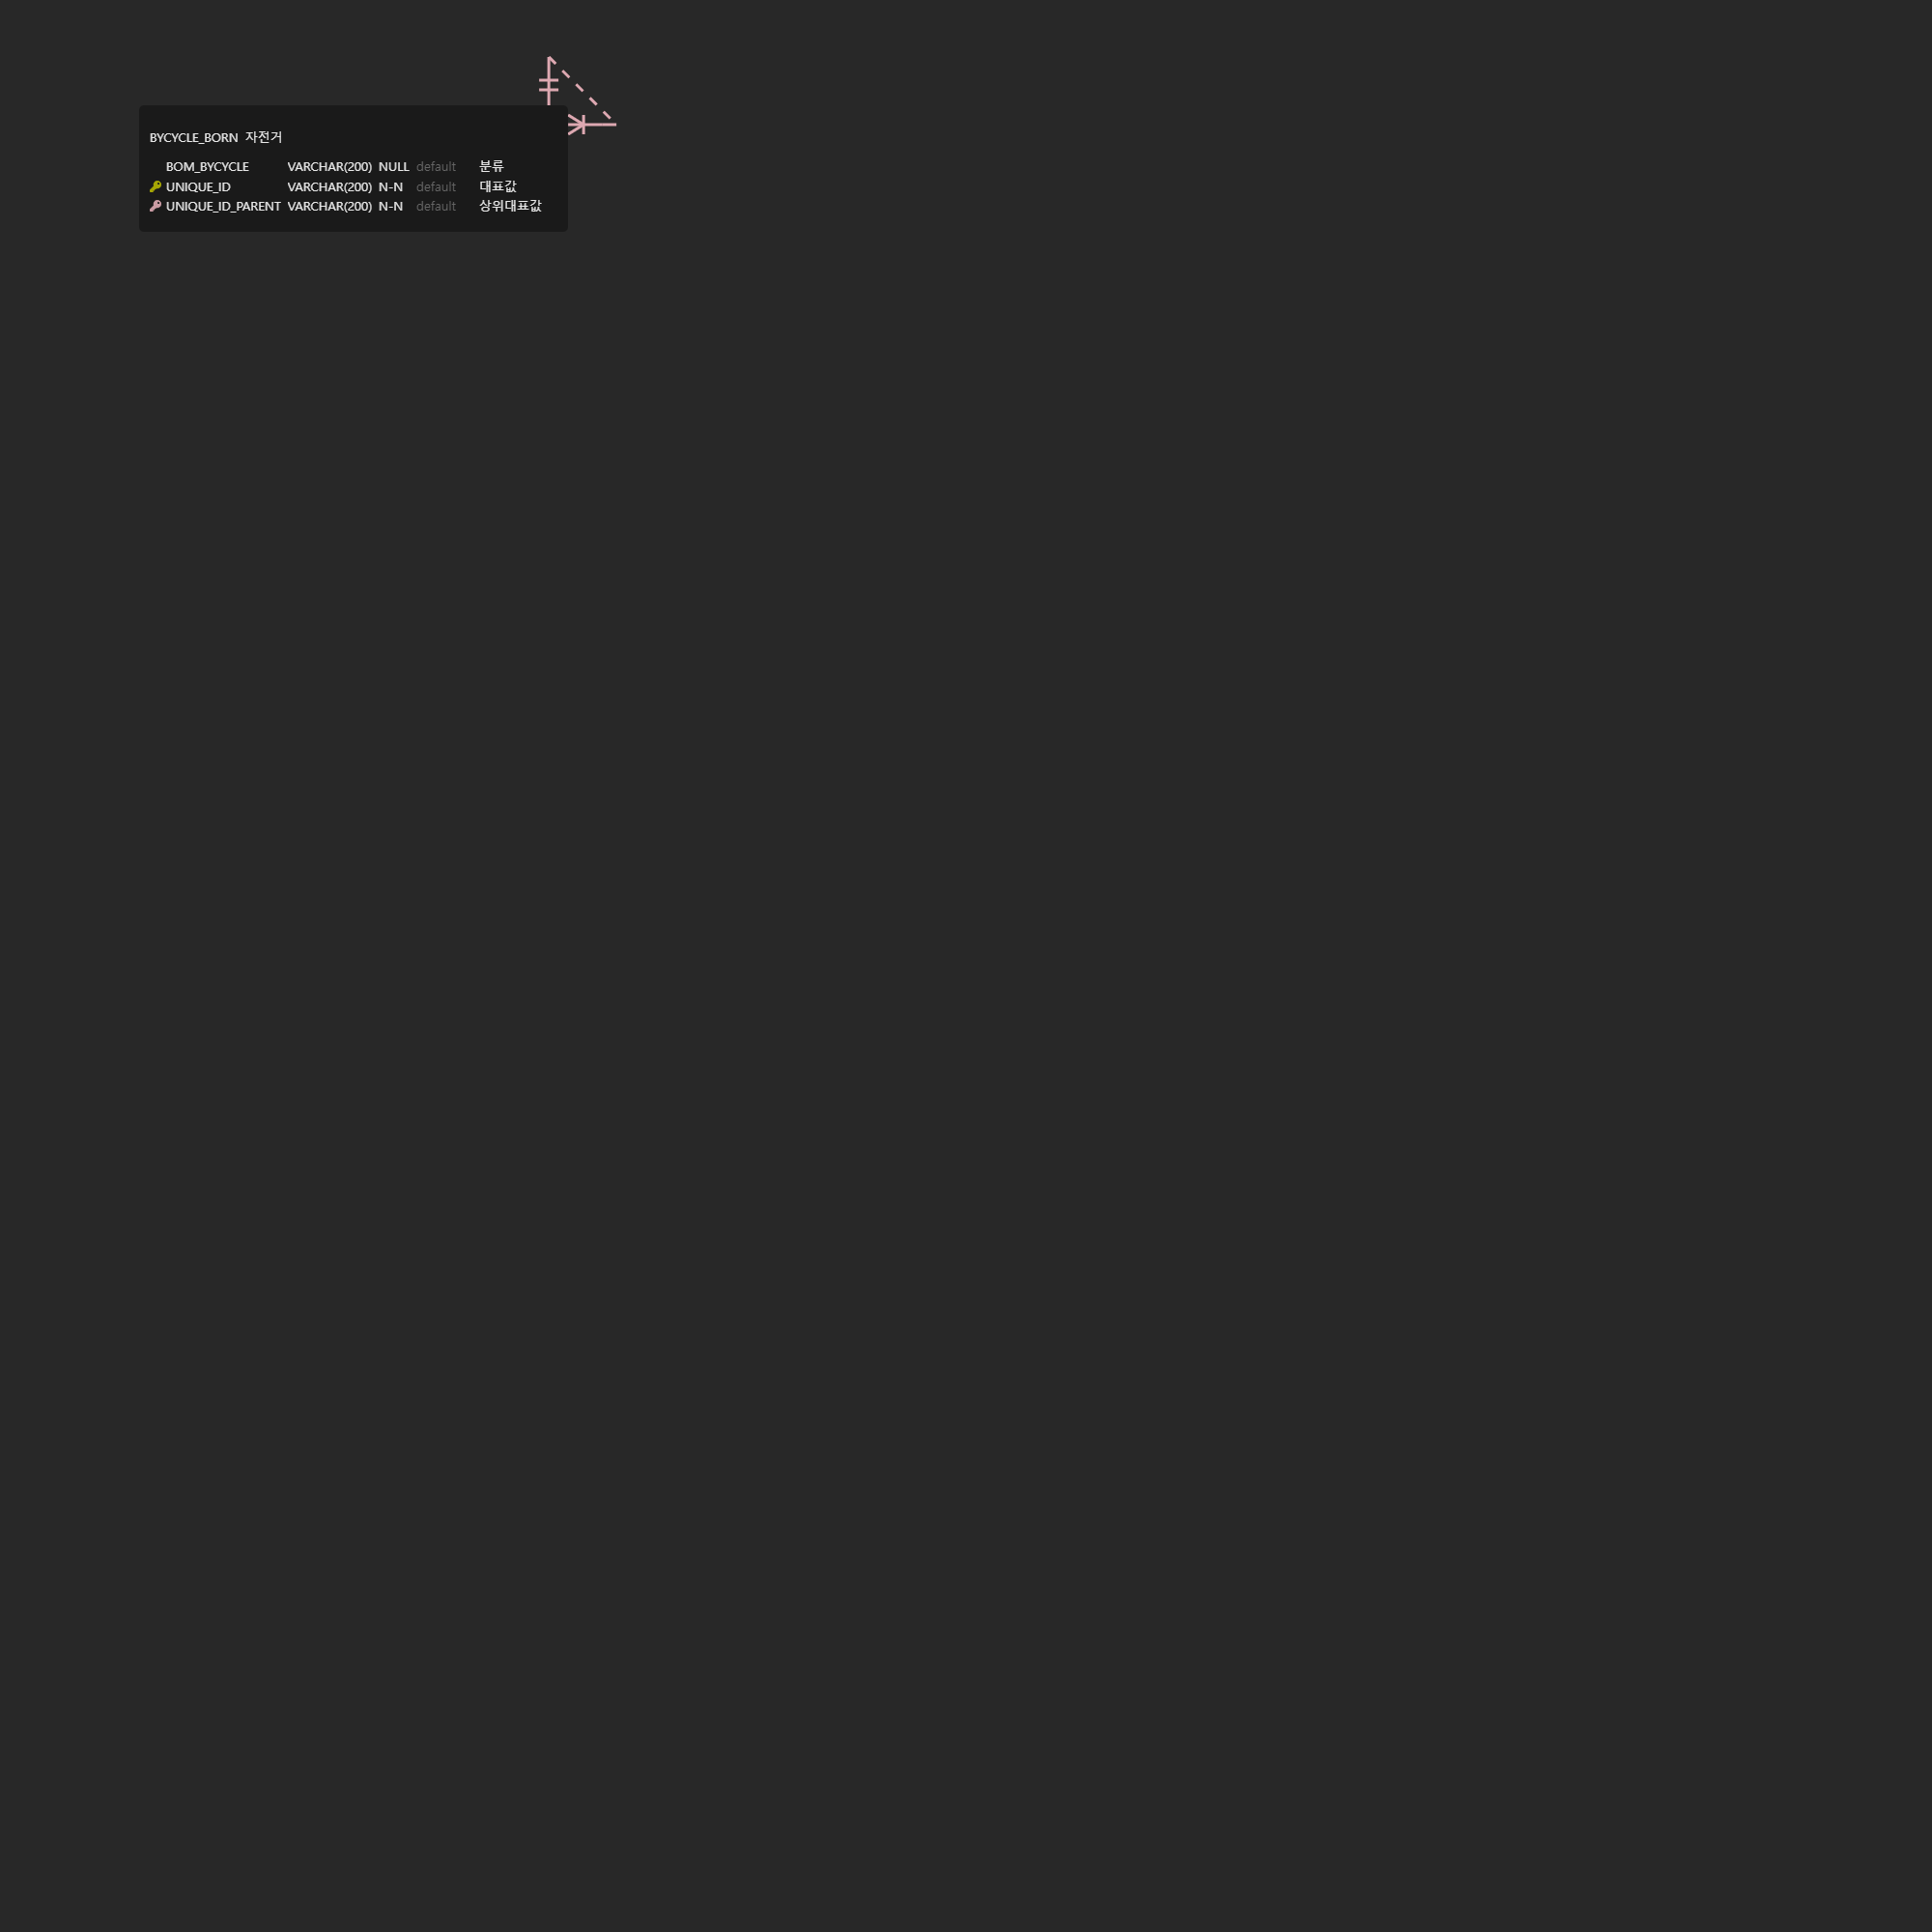 BYCYCLE_BORN 자전거
BOM_BYCYCLE VARCHAR(200) NULL default 분류
UNIQUE_ID VARCHAR(200) N-N default 대표값
UNIQUE_ID_PARENT VARCHAR(200) N-N default 상위대표값